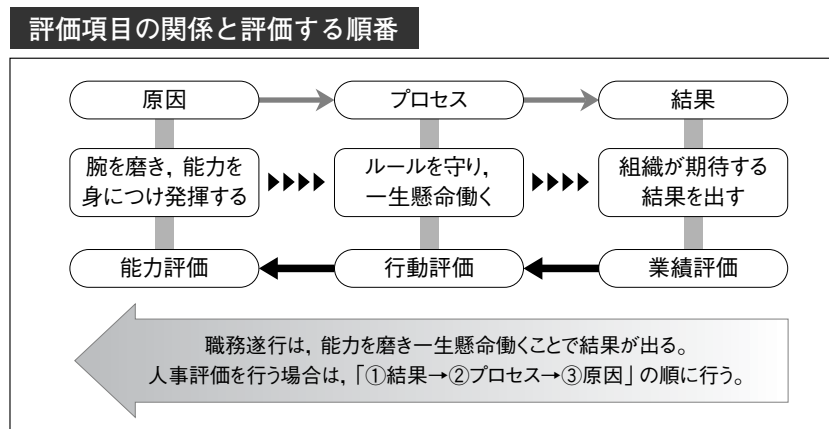 評価項目の関係と評価する順番
原因
プロセス
結果
腕を磨き，能力を
身につけ発揮する
ルールを守り，
一生懸命働く
組織が期待する
結果を出す
能力評価
行動評価
業績評価
職務遂行は，能力を磨き一生懸命働くことで結果が出る。
人事評価を行う場合は，「①結果→②プロセス→③原因」の順に行う。